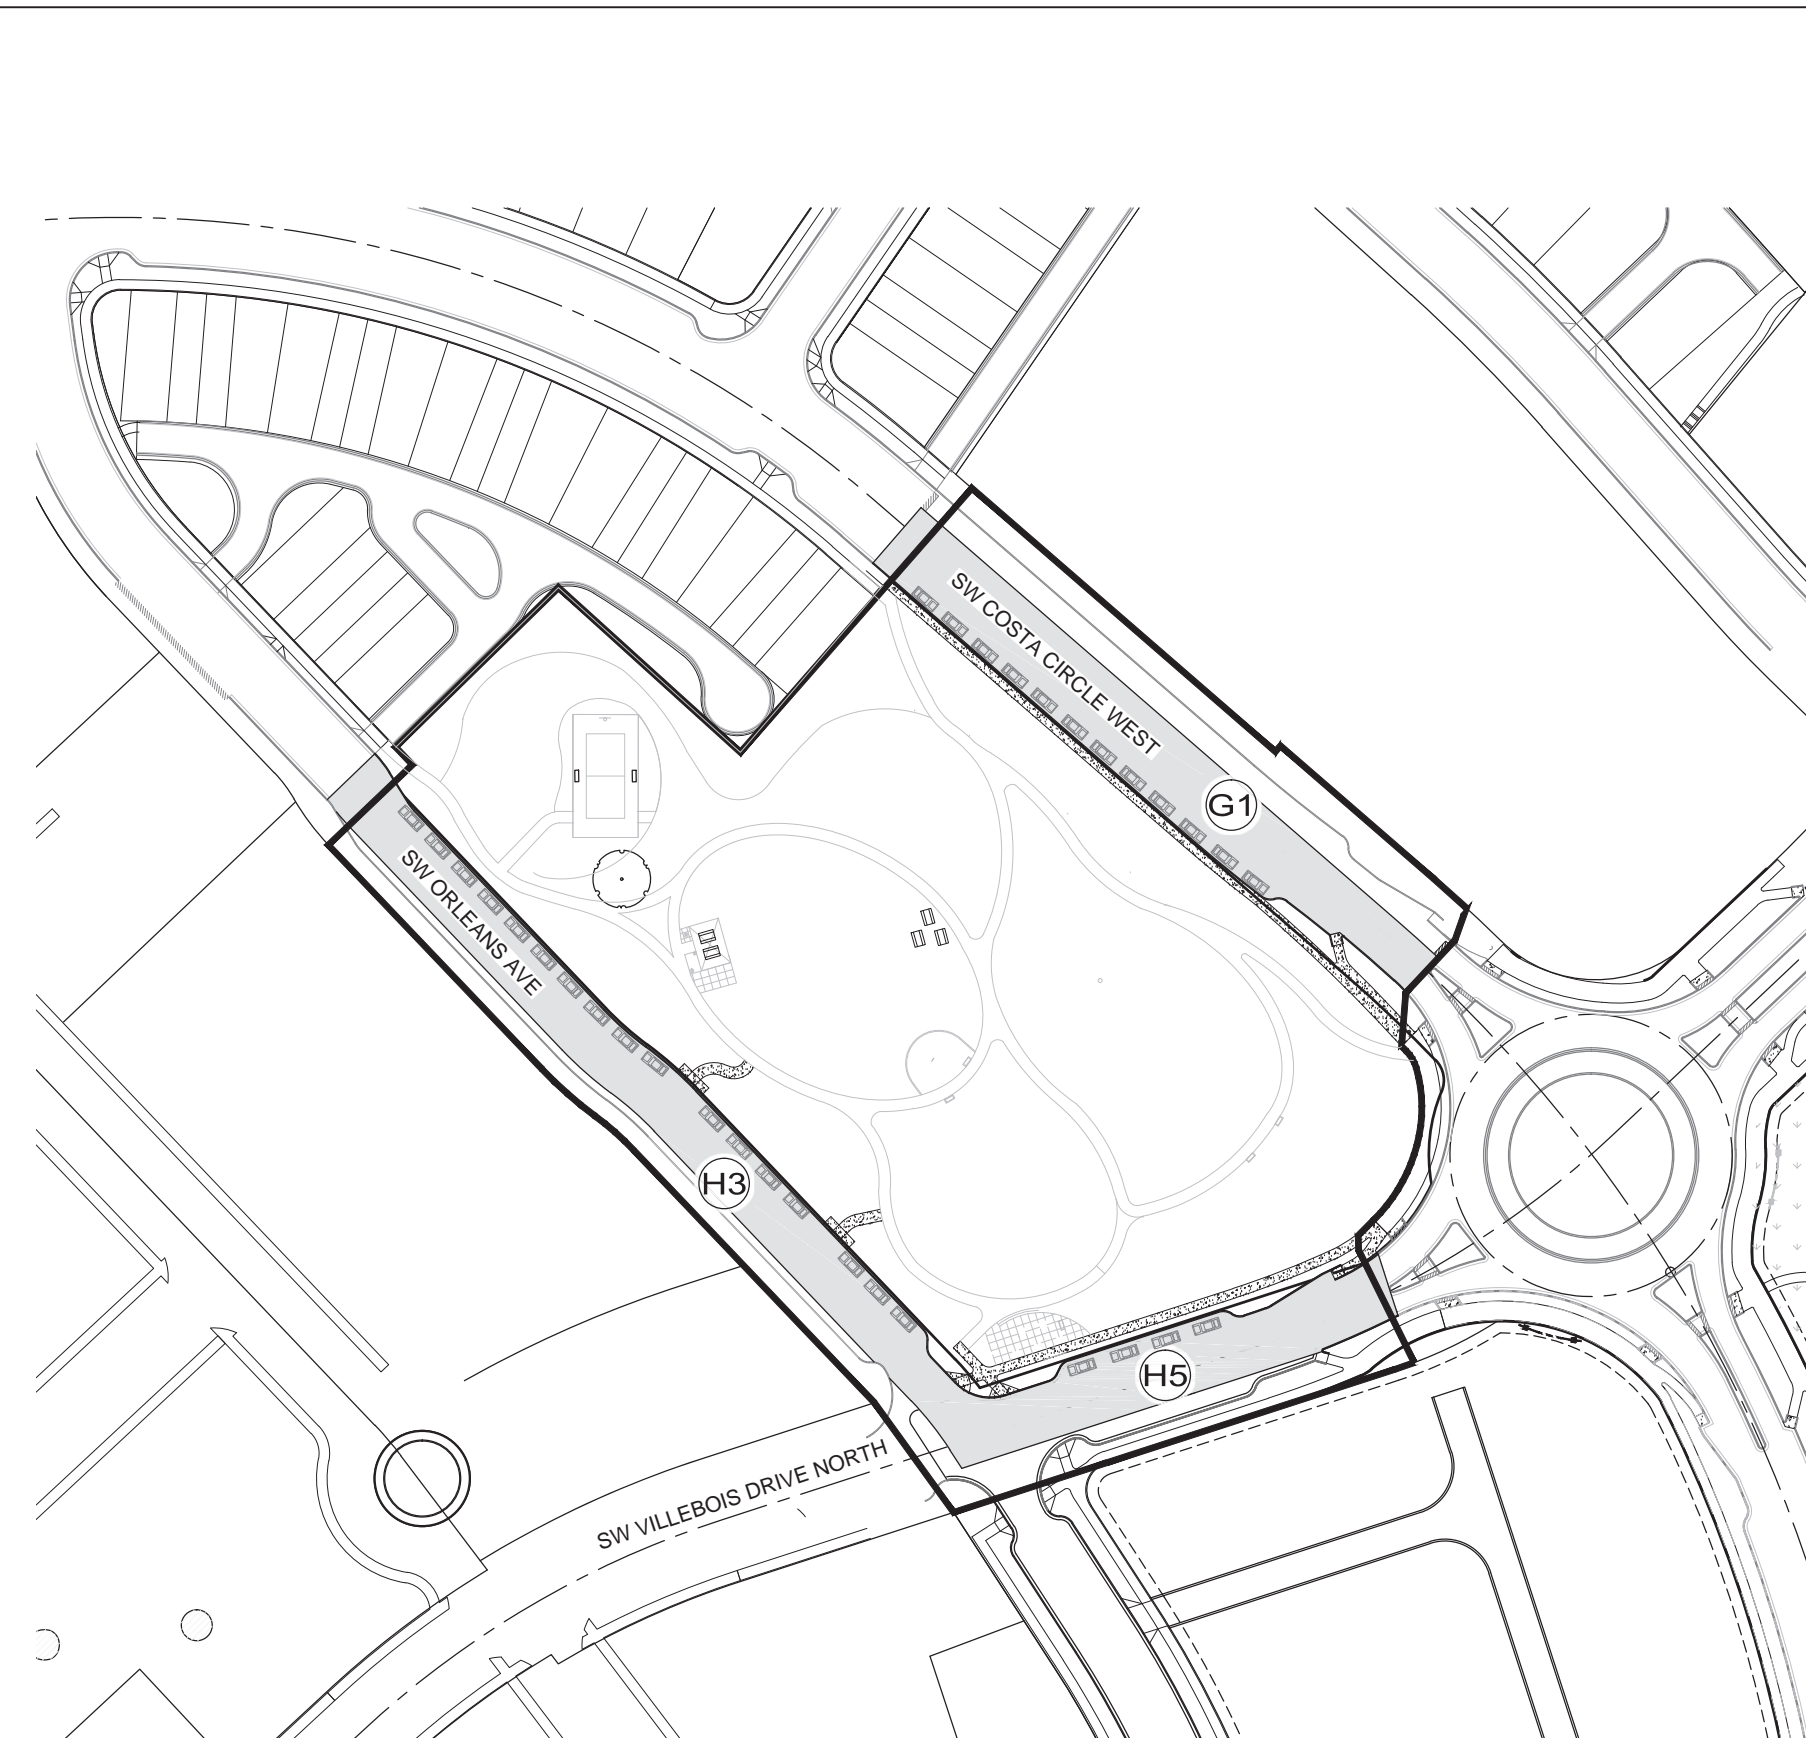 SW COSTA CIRCLE WEST
G1
SW ORLEANS AVE
H3
H5
SW VILLEBOIS DRIVE NORTH